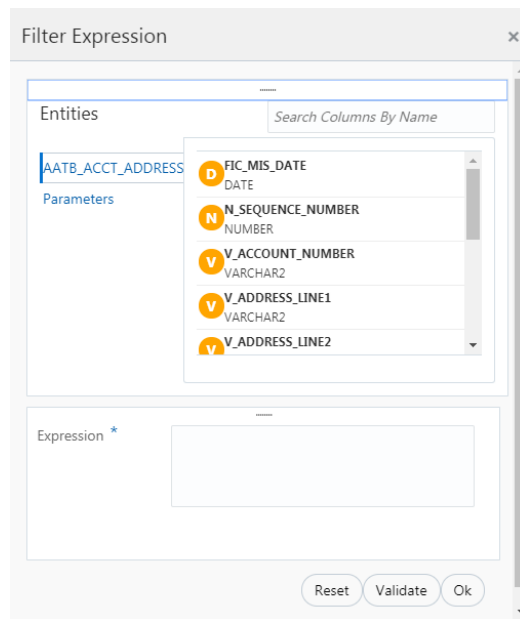 Filter Expression ×
Entities
Search Columns By Name
AATB_ACCT_ADDRESS
Parameters
D FIC_MIS_DATE
DATE
N N_SEQUENCE_NUMBER
NUMBER
V V_ACCOUNT_NUMBER
VARCHAR2
V V_ADDRESS_LINE1
VARCHAR2
V V_ADDRESS_LINE2
Expression *
Reset Validate Ok